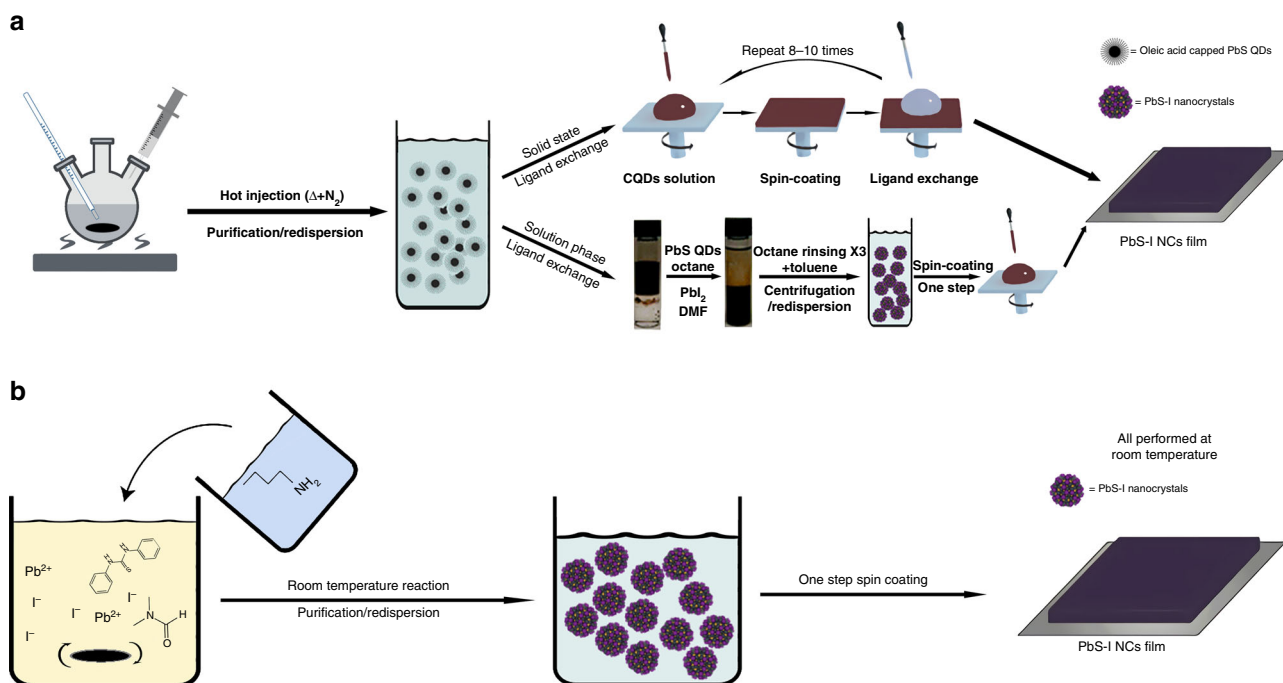 a
Repeat 8–10 times
= Oleic acid capped PbS QDs
= PbS-I nanocrystals
Solid state
Ligand exchange
CQDs solution
Spin-coating
Ligand exchange
Hot injection (Δ+N₂)
Purification/redispersion
Solution phase
Ligand exchange
PbS QDs
octane
PbI₂
DMF
Octane rinsing X3
+toluene
Centrifugation
/redispersion
Spin-coating
One step
PbS-I NCs film
b
NH₂
All performed at
room temperature
= PbS-I nanocrystals
Pb²⁺
I⁻
I⁻
I⁻
Pb²⁺
I⁻
N
H
O
S
Room temperature reaction
Purification/redispersion
One step spin coating
PbS-I NCs film